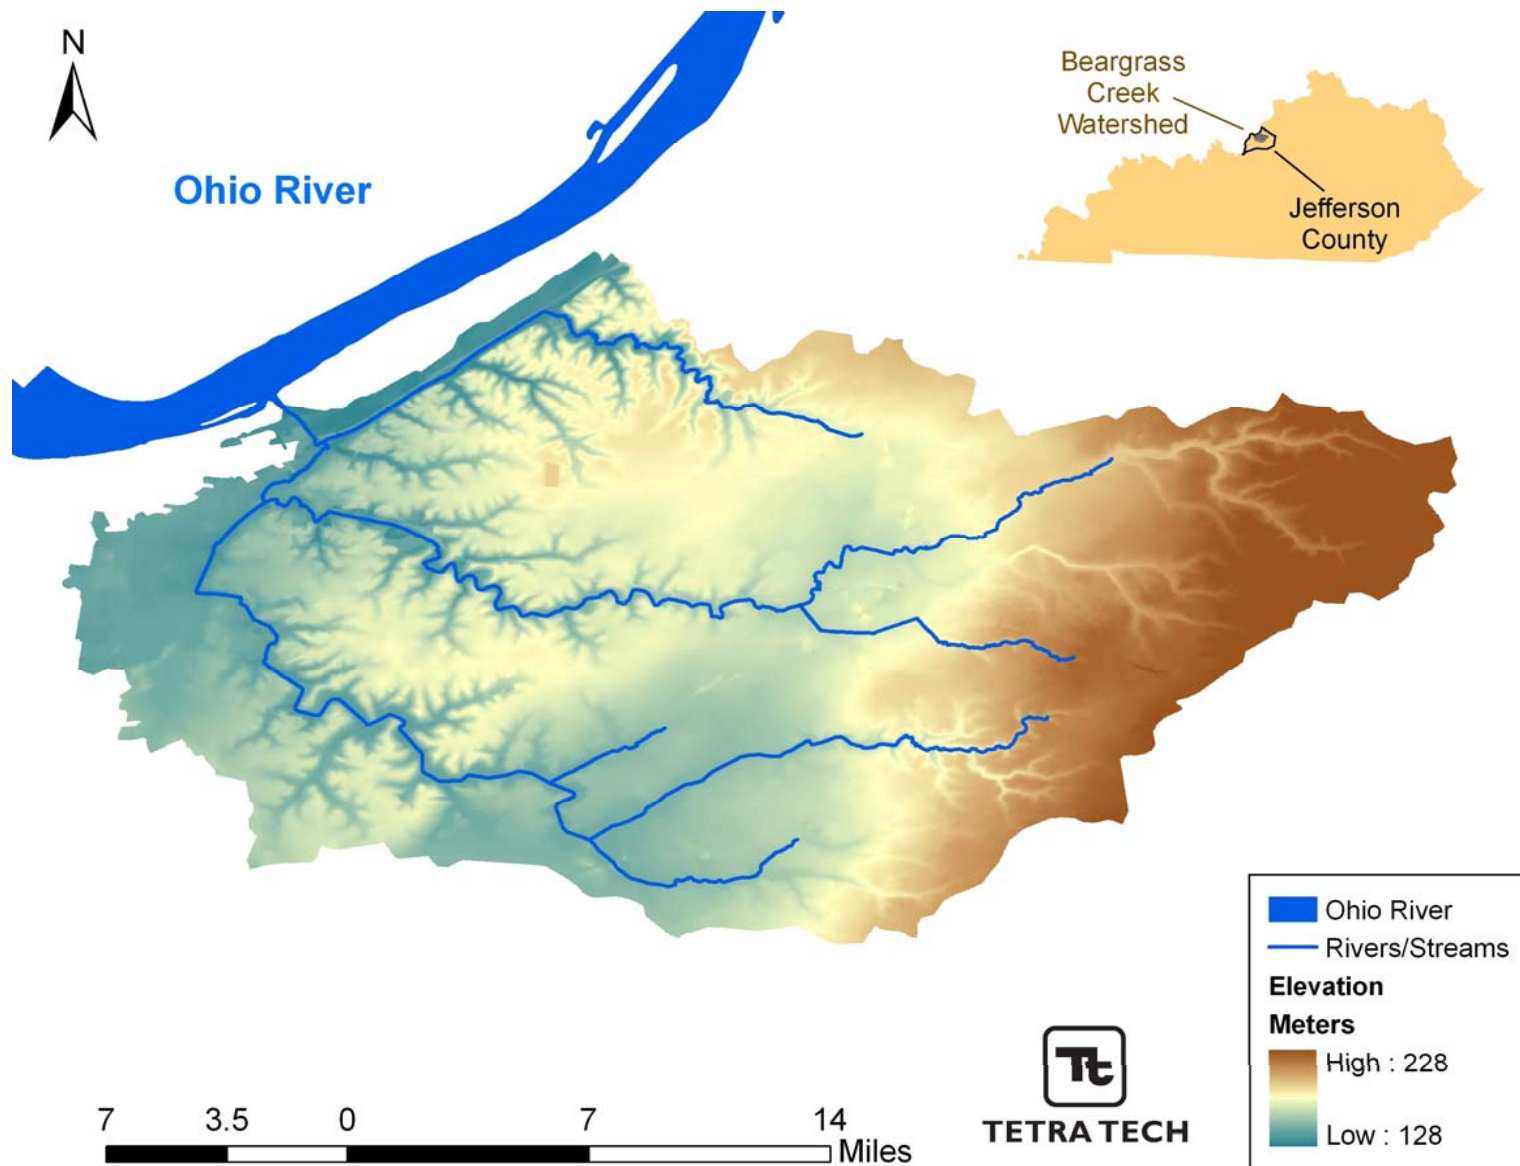 N
Ohio River
Beargrass
Creek
Watershed
Jefferson
County
Ohio River
Rivers/Streams
Elevation
Meters
High : 228
Low : 128
7 3.5 0 7 14
Miles
Tt
TETRA TECH